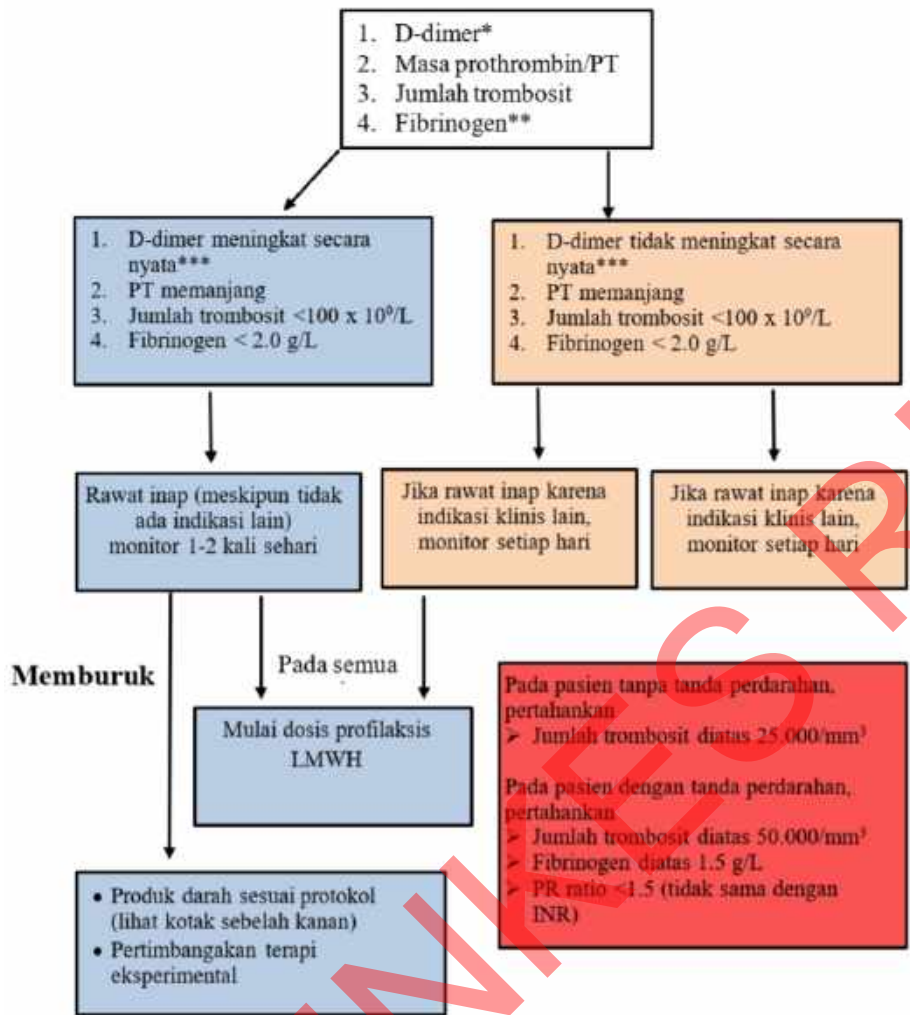 1. D-dimer*
2. Masa prothrombin/PT
3. Jumlah trombosit
4. Fibrinogen**
1. D-dimer meningkat secara
nyata***
2. PT memanjang
3. Jumlah trombosit <100 x 10⁹/L
4. Fibrinogen < 2.0 g/L
1. D-dimer tidak meningkat secara
nyata***
2. PT memanjang
3. Jumlah trombosit <100 x 10⁹/L
4. Fibrinogen < 2.0 g/L
Rawat inap (meskipun tidak
ada indikasi lain)
monitor 1-2 kali sehari
Jika rawat inap karena
indikasi klinis lain,
monitor setiap hari
Jika rawat inap karena
indikasi klinis lain,
monitor setiap hari
Memburuk
Pada semua
Mulai dosis profilaksis
LMWH
Pada pasien tanpa tanda perdarahan,
pertahankan
➢ Jumlah trombosit diatas 25.000/mm³
Pada pasien dengan tanda perdarahan,
pertahankan
➢ Jumlah trombosit diatas 50.000/mm³
➢ Fibrinogen diatas 1.5 g/L
➢ PR ratio <1.5 (tidak sama dengan
INR)
• Produk darah sesuai protokol
(lihat kotak sebelah kanan)
• Pertimbangakan terapi
eksperimental